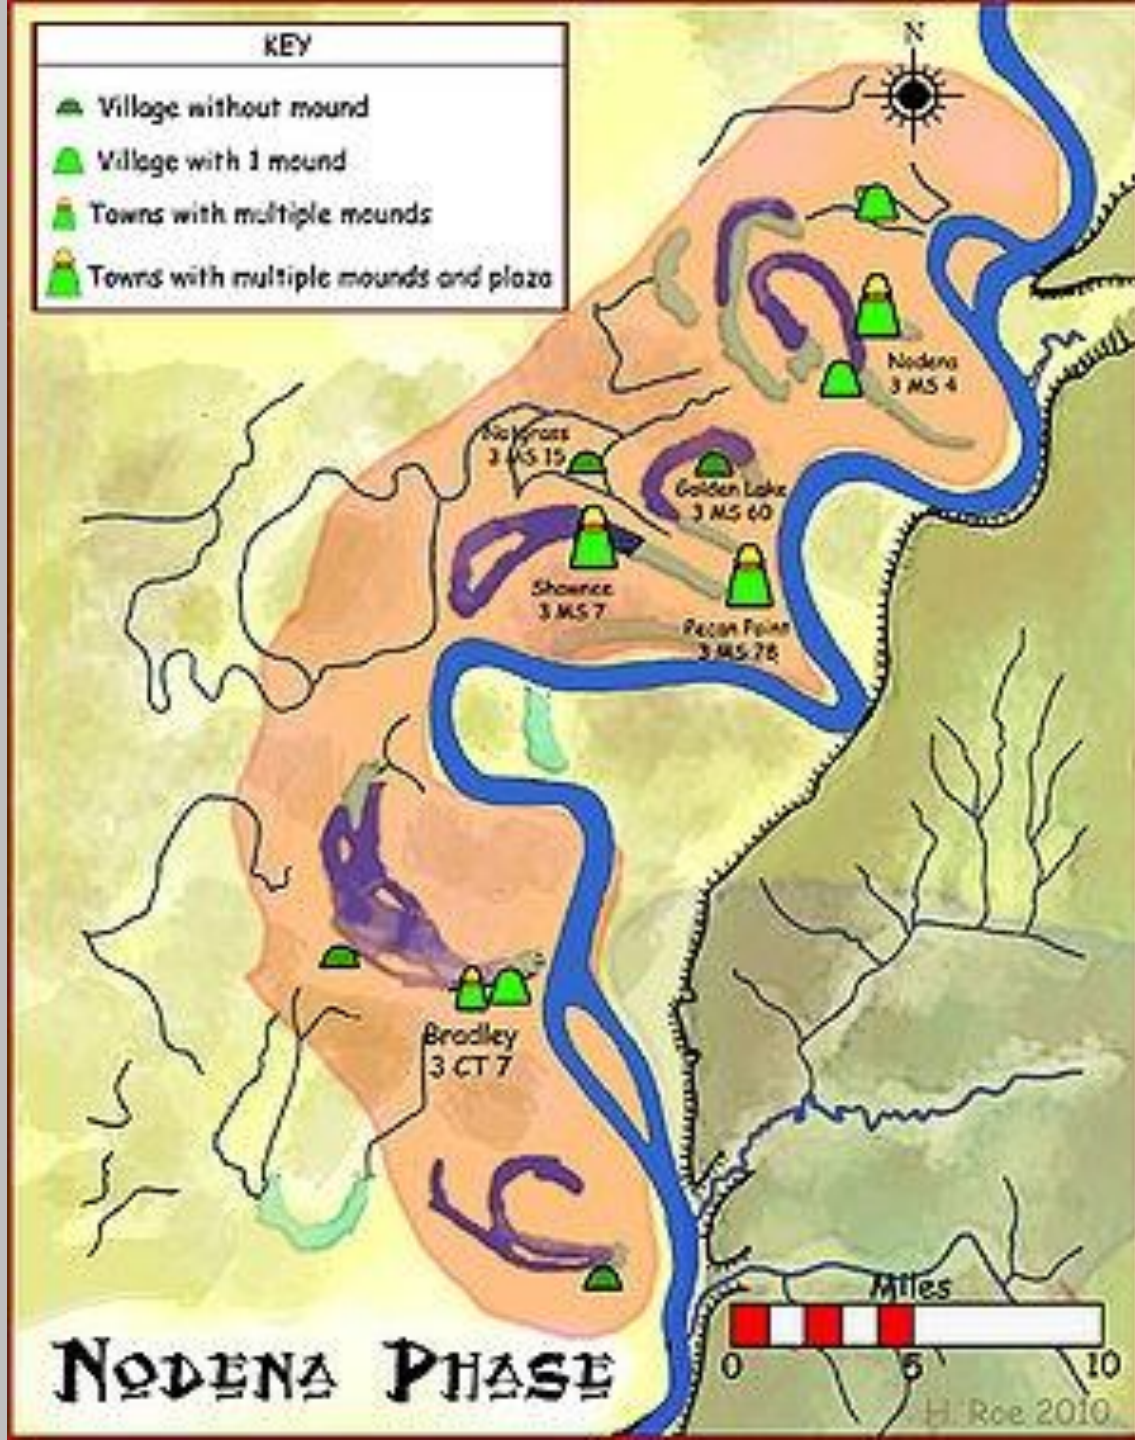 KEY
Village without mound
Village with 1 mound
Towns with multiple mounds
Towns with multiple mounds and plaza
N
Nodena
3 MS 4
Notgrass
3 MS 15
Golden Lake
3 MS 60
Shawnee
3 MS 7
Pecan Point
3 MS 78
Bradley
3 CT 7
Miles
0 5 10
NODENA PHASE
H. Roe 2010